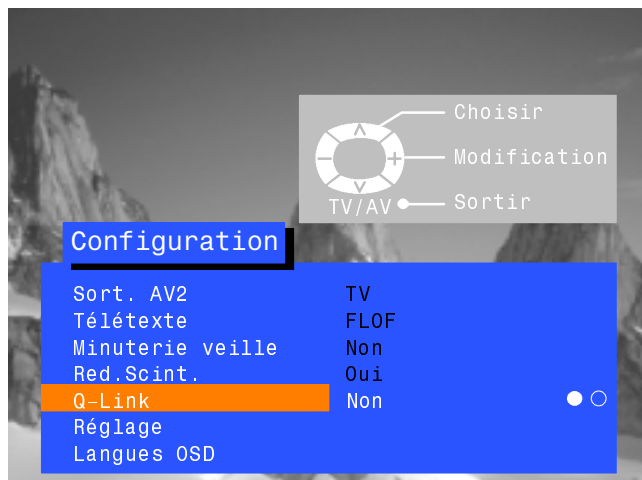 Choisir
Modification
TV/AV Sortir
Configuration
Sort. AV2 TV
Télétexte FLOF
Minuterie veille Non
Red.Scint. Oui
Q–Link Non
Réglage
Langues OSD